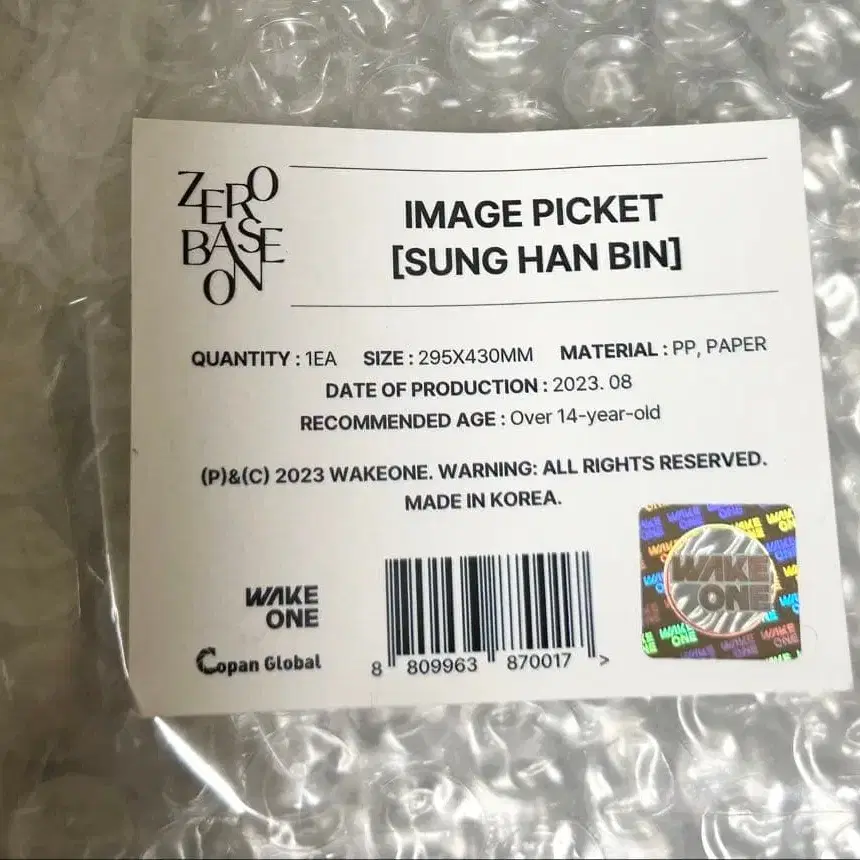 ZERO
BASE
ON
IMAGE PICKET
[SUNG HAN BIN]
QUANTITY : 1EA SIZE : 295X430MM MATERIAL : PP, PAPER
DATE OF PRODUCTION : 2023. 08
RECOMMENDED AGE : Over 14-year-old
(P)&(C) 2023 WAKEONE. WARNING: ALL RIGHTS RESERVED.
MADE IN KOREA.
WAKE
ONE
Copan Global
8 809963 870017 >
WAKE
ONE